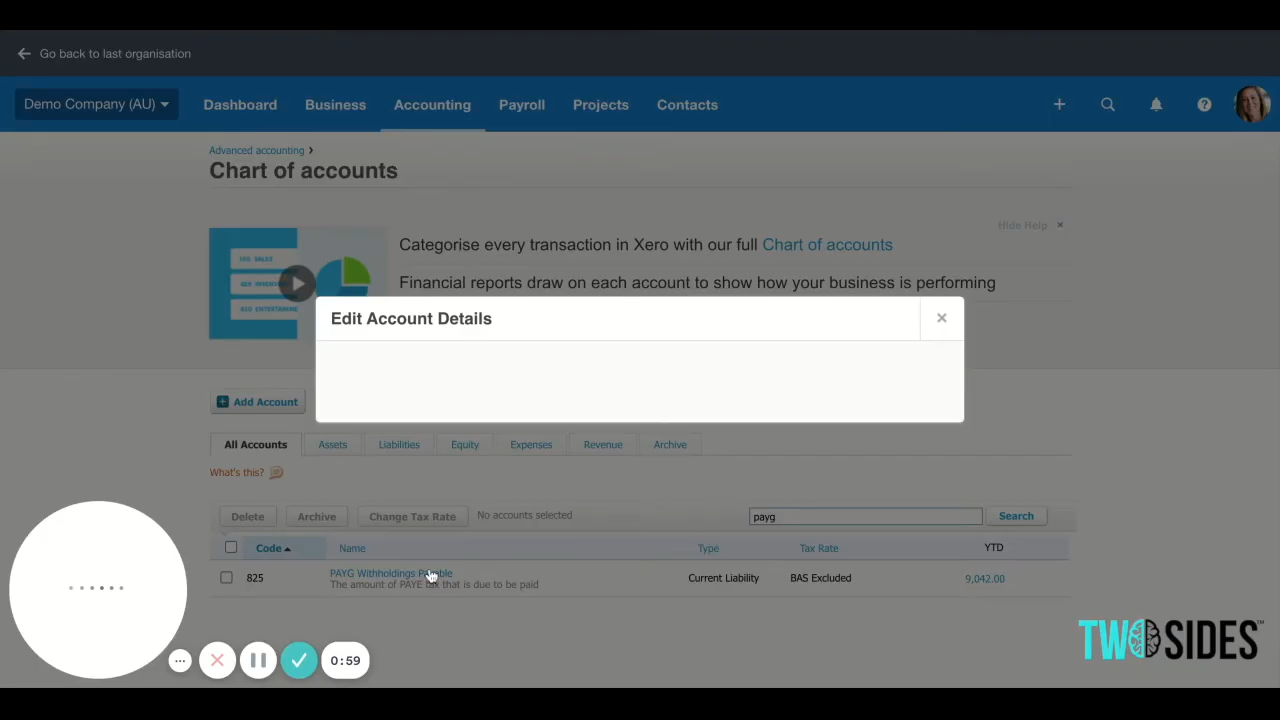 Go back to last organisation
Demo Company (AU)
Dashboard
Business
Accounting
Payroll
Projects
Contacts
Advanced accounting
Chart of accounts
Hide Help
Categorise every transaction in Xero with our full Chart of accounts
Financial reports draw on each account to show how your business is performing
Edit Account Details
Add Account
All Accounts
Assets
Liabilities
Equity
Expenses
Revenue
Archive
What's this?
Delete
Archive
Change Tax Rate
No accounts selected
payg
Search
Code
Name
Type
Tax Rate
YTD
825
PAYG Withholdings Payable
The amount of PAYE tax that is due to be paid
Current Liability
BAS Excluded
9,042.00
0:59
TWOSIDES™